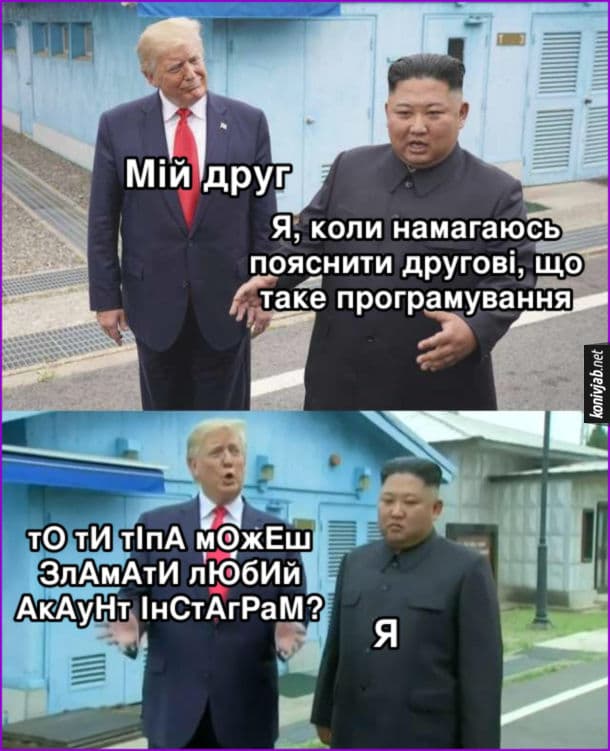 Мій друг
Я, коли намагаюсь
пояснити другові, що
таке програмування
konivjab.net
тО тИ тІпА мОжЕш
ЗлАмАтИ лЮбИй
АкАуНт ІнСтАгРаМ?
Я